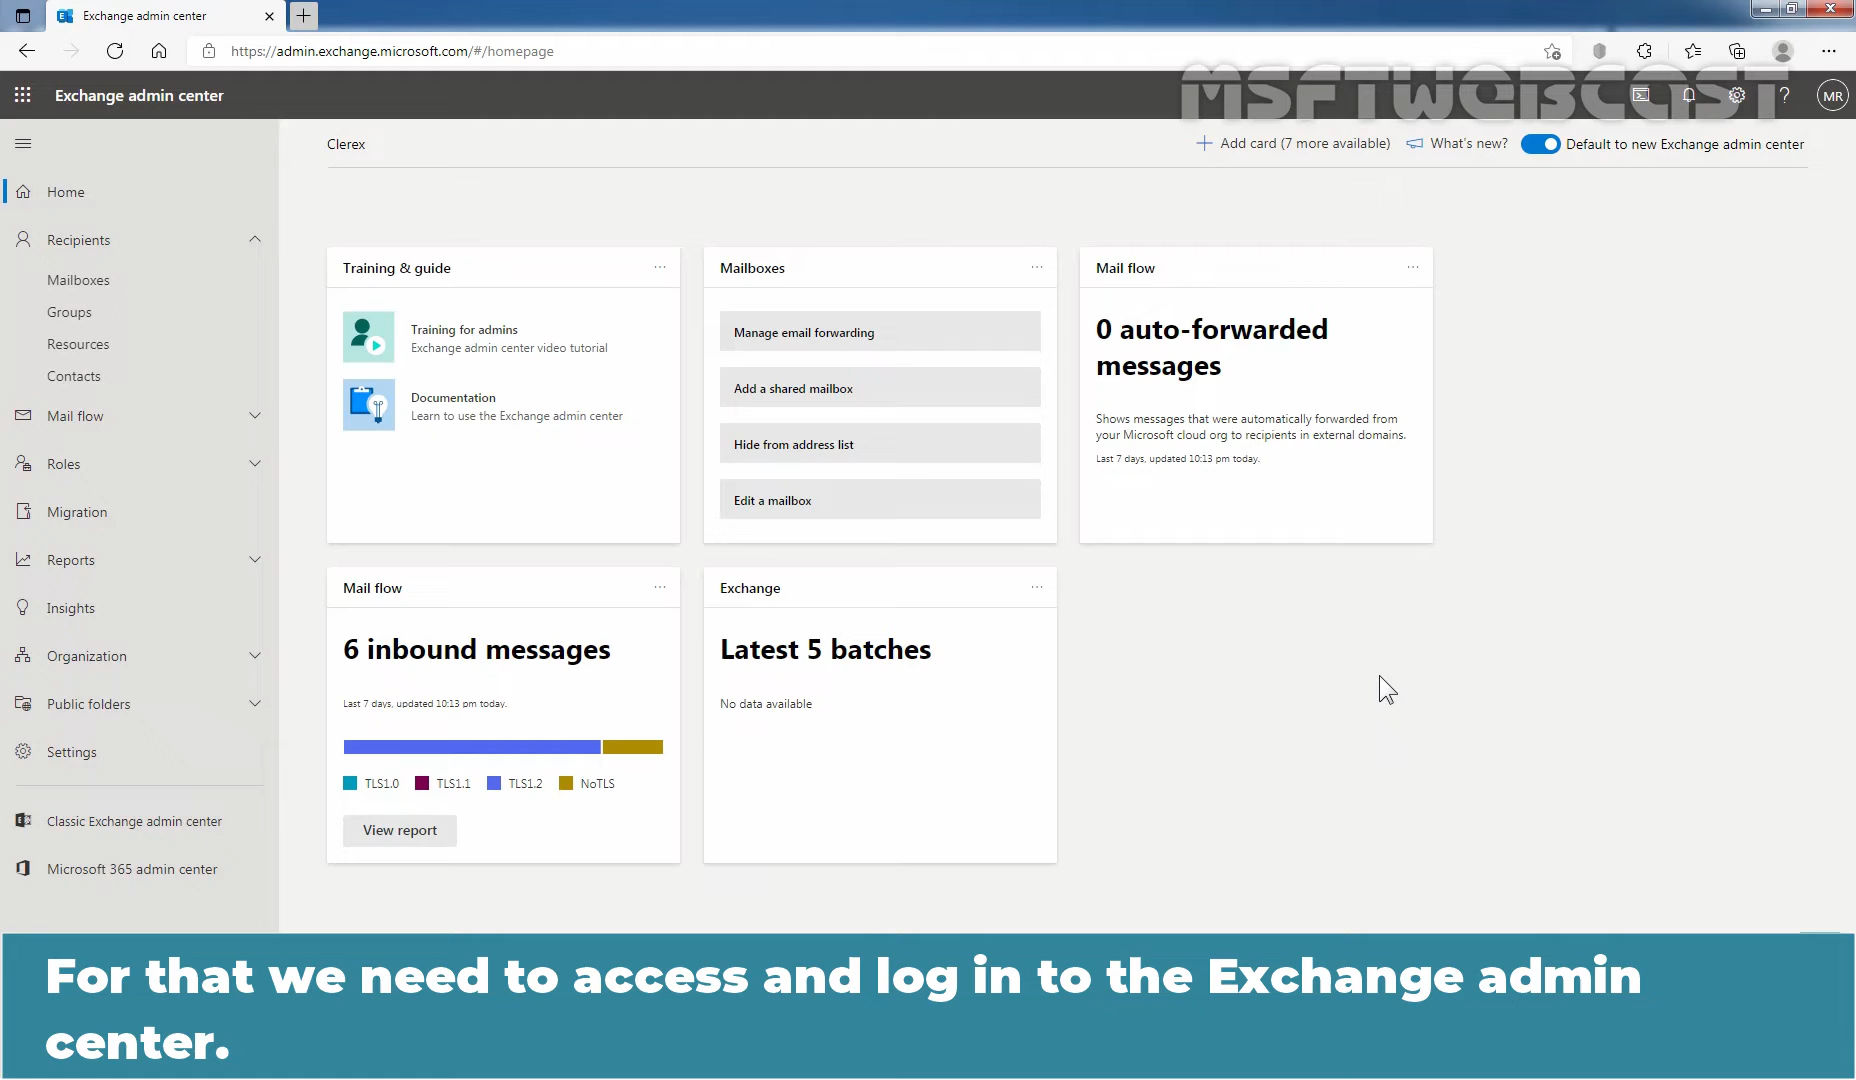 Exchange admin center
https://admin.exchange.microsoft.com/#/homepage
MSFTWEBCAST
Exchange admin center
MR
Clerex
Add card (7 more available)
What's new?
Default to new Exchange admin center
Home
Recipients
Mailboxes
Groups
Resources
Contacts
Mail flow
Roles
Migration
Reports
Insights
Organization
Public folders
Settings
Classic Exchange admin center
Microsoft 365 admin center
Training & guide
Training for admins
Exchange admin center video tutorial
Documentation
Learn to use the Exchange admin center
Mailboxes
Manage email forwarding
Add a shared mailbox
Hide from address list
Edit a mailbox
Mail flow
0 auto-forwarded
messages
Shows messages that were automatically forwarded from
your Microsoft cloud org to recipients in external domains.
Last 7 days, updated 10:13 pm today.
Mail flow
6 inbound messages
Last 7 days, updated 10:13 pm today.
TLS1.0
TLS1.1
TLS1.2
NoTLS
View report
Exchange
Latest 5 batches
No data available
For that we need to access and log in to the Exchange admin
center.